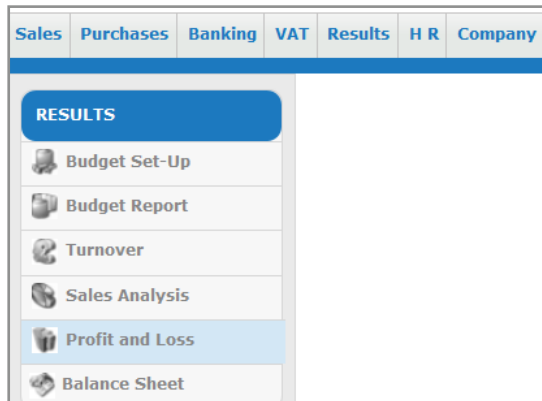 Sales Purchases Banking VAT Results H R Company
RESULTS
Budget Set-Up
Budget Report
Turnover
Sales Analysis
Profit and Loss
Balance Sheet